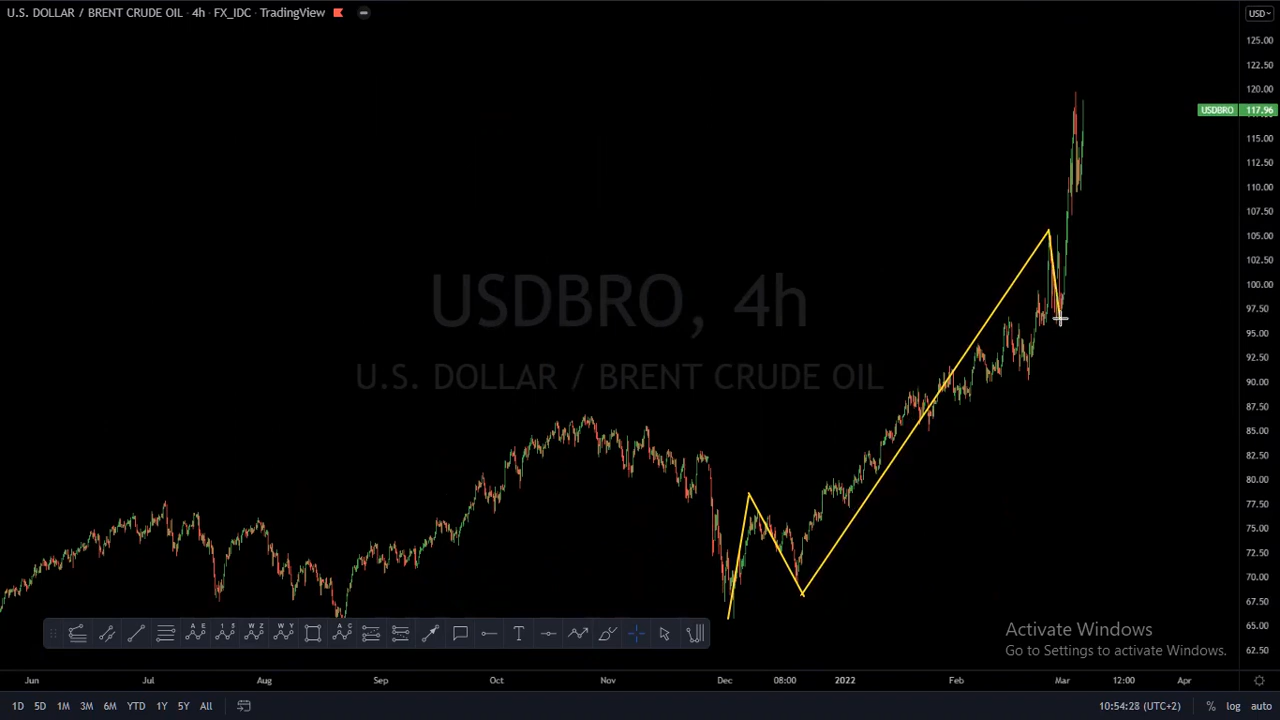 U.S. DOLLAR / BRENT CRUDE OIL · 4h · FX_IDC · TradingView
USD
125.00
122.50
120.00
USDBRO 117.96
115.00
112.50
110.00
107.50
105.00
102.50
100.00
97.50
95.00
92.50
90.00
87.50
85.00
82.50
80.00
77.50
75.00
72.50
70.00
67.50
65.00
62.50
USDBRO, 4h
U.S. DOLLAR / BRENT CRUDE OIL
A E 1 5 W Z W Y A C
T
Activate Windows
Go to Settings to activate Windows.
Jun Jul Aug Sep Oct Nov Dec 08:00 2022 Feb Mar 12:00 Apr
1D 5D 1M 3M 6M YTD 1Y 5Y All 10:54:28 (UTC+2) % log auto